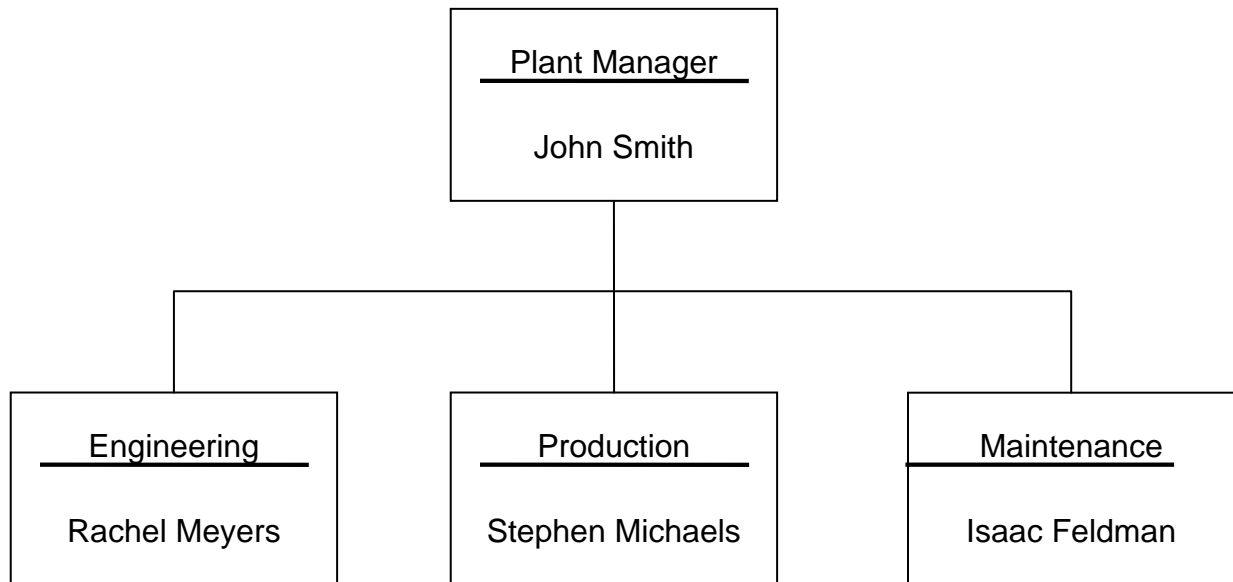 Plant Manager
John Smith
Engineering
Rachel Meyers
Production
Stephen Michaels
Maintenance
Isaac Feldman